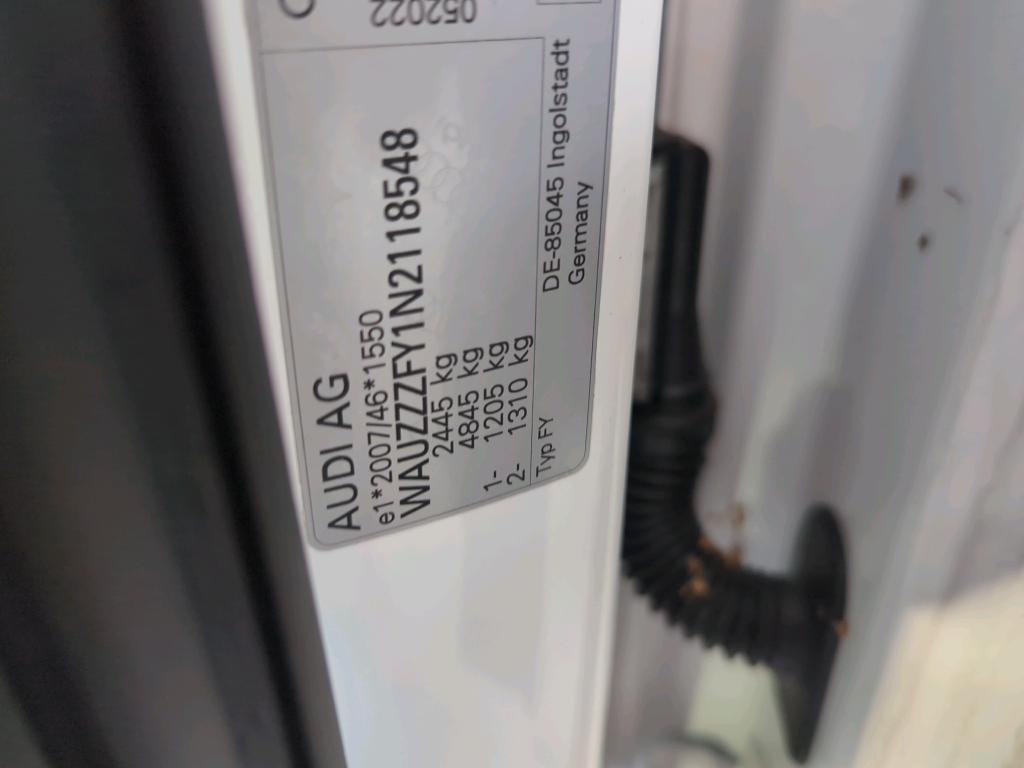 AUDI AG
e1*2007/46*1550
WAUZZZFY1N2118548
2445 kg
4845 kg
1- 1205 kg
2- 1310 kg
Typ FY
DE-85045 Ingolstadt
Germany
052022